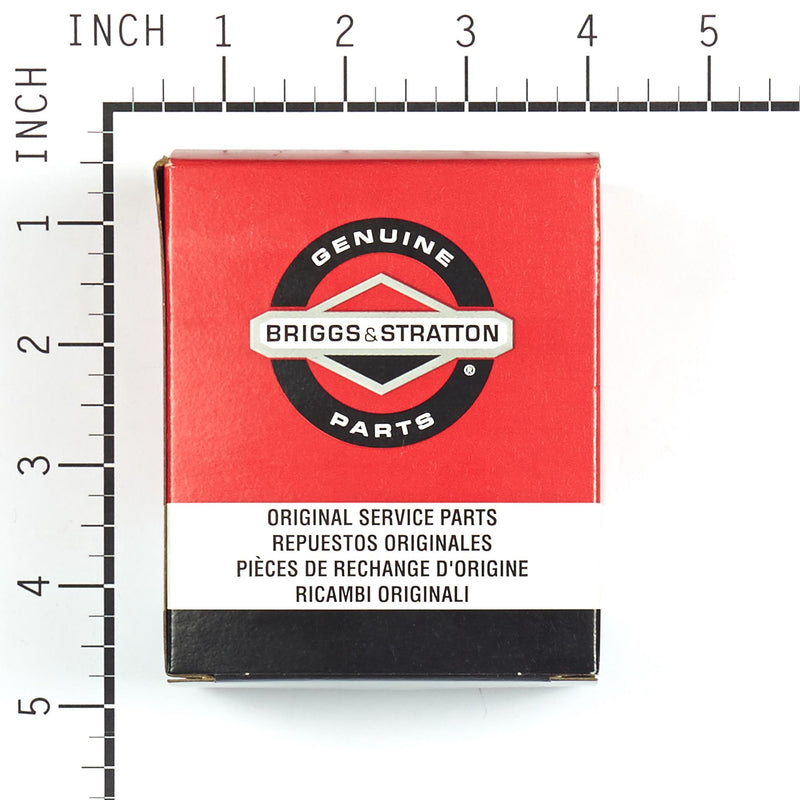 INCH 1 2 3 4 5
INCH
1
2
3
4
5
GENUINE
BRIGGS & STRATTON
®
PARTS
ORIGINAL SERVICE PARTS
REPUESTOS ORIGINALES
PIÈCES DE RECHANGE D'ORIGINE
RICAMBI ORIGINALI